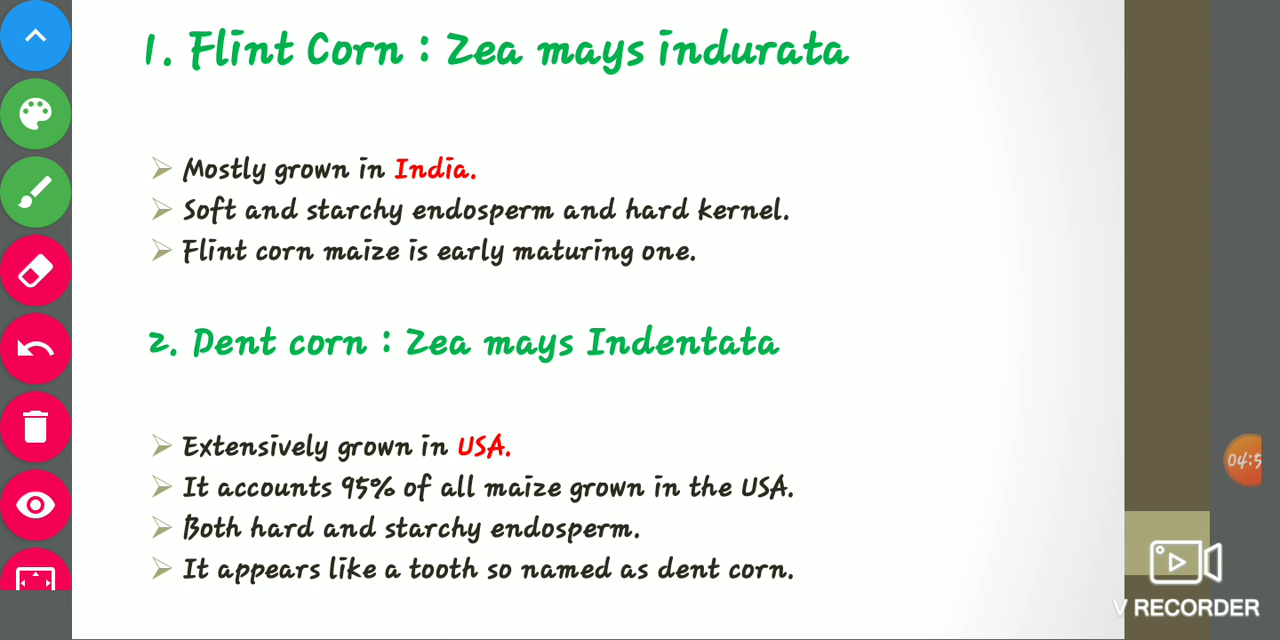 1. Flint Corn : Zea mays indurata
➢ Mostly grown in India.
➢ Soft and starchy endosperm and hard kernel.
➢ Flint corn maize is early maturing one.
2. Dent corn : Zea mays Indentata
➢ Extensively grown in USA.
➢ It accounts 95% of all maize grown in the USA.
➢ Both hard and starchy endosperm.
➢ It appears like a tooth so named as dent corn.
04:5
V RECORDER